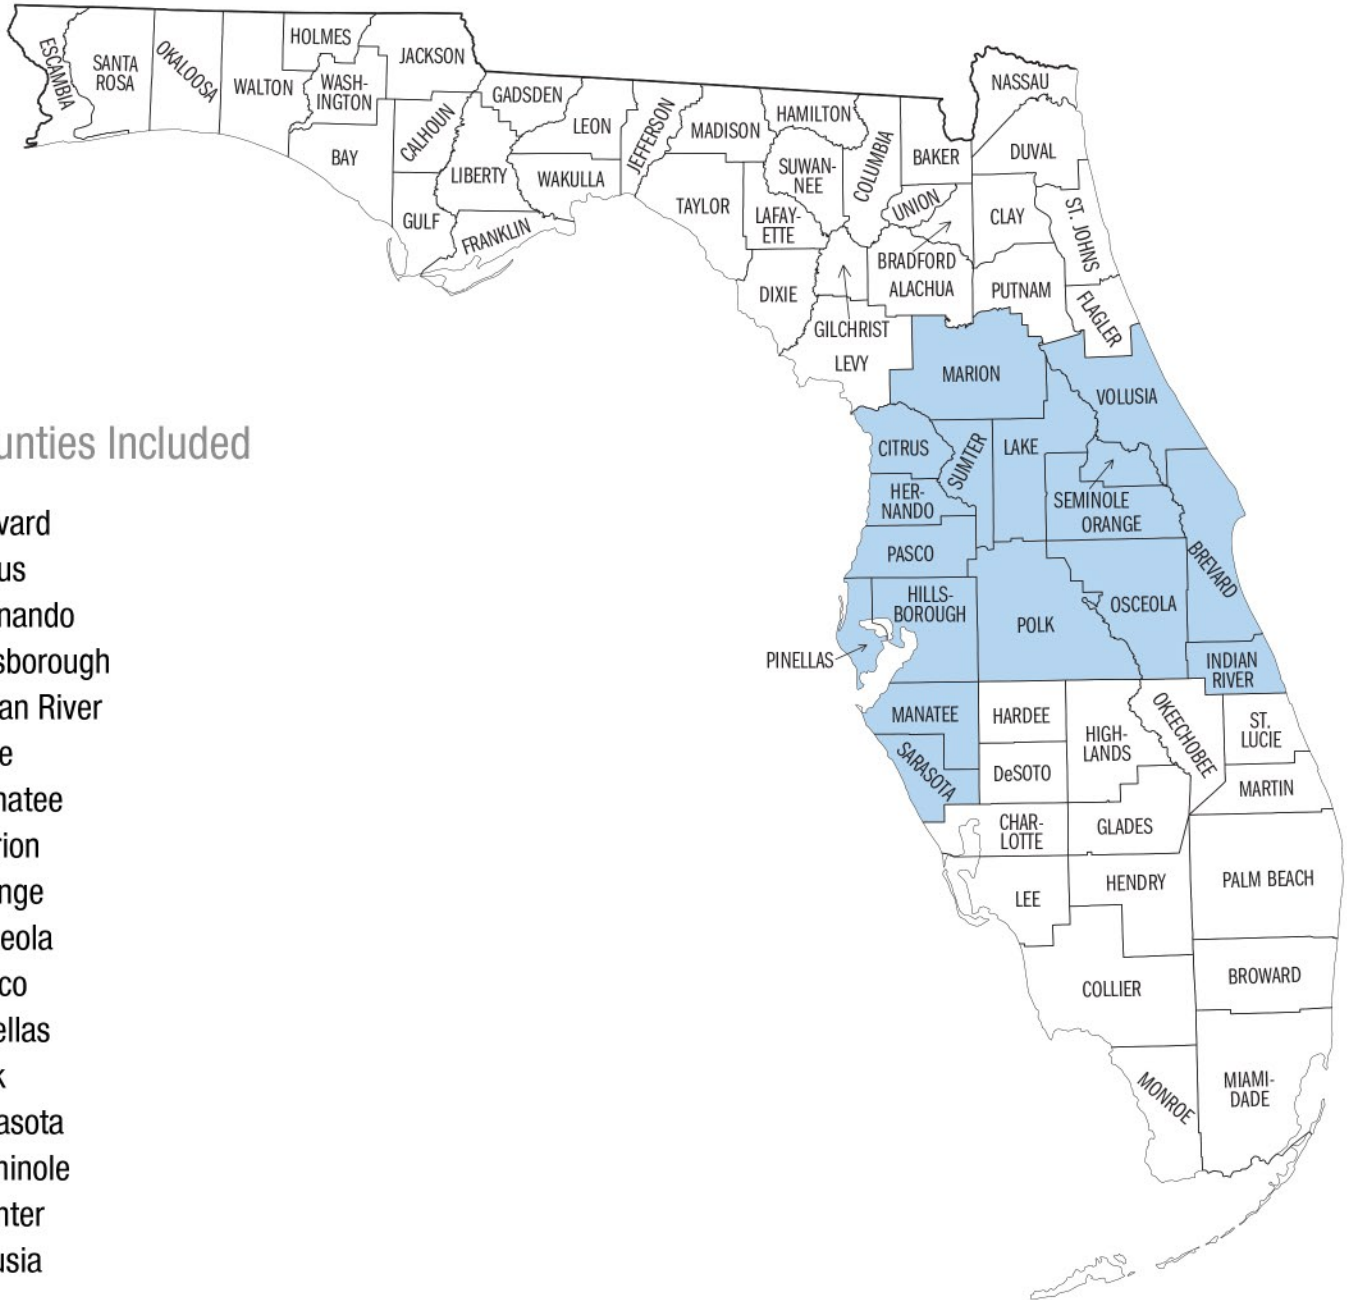 ESCAMBIA
SANTA
ROSA
OKALOOSA
WALTON
HOLMES
WASH-
INGTON
JACKSON
BAY
CALHOUN
GULF
GADSDEN
LIBERTY
FRANKLIN
LEON
WAKULLA
JEFFERSON
MADISON
TAYLOR
HAMILTON
SUWAN-
NEE
LAFAY-
ETTE
DIXIE
COLUMBIA
BAKER
NASSAU
DUVAL
UNION
CLAY
ST. JOHNS
BRADFORD
ALACHUA
PUTNAM
FLAGLER
GILCHRIST
LEVY
MARION
VOLUSIA
CITRUS
SUMTER
LAKE
HER-
NANDO
SEMINOLE
ORANGE
PASCO
BREVARD
HILLS-
BOROUGH
POLK
OSCEOLA
PINELLAS
INDIAN
RIVER
MANATEE
HARDEE
HIGH-
LANDS
OKEECHOBEE
ST.
LUCIE
SARASOTA
DeSOTO
MARTIN
CHAR-
LOTTE
GLADES
LEE
HENDRY
PALM BEACH
COLLIER
BROWARD
MONROE
MIAMI-
DADE
unties Included
vard
us
nando
sborough
an River
e
natee
rion
nge
eola
co
ellas
k
asota
ninole
nter
usia